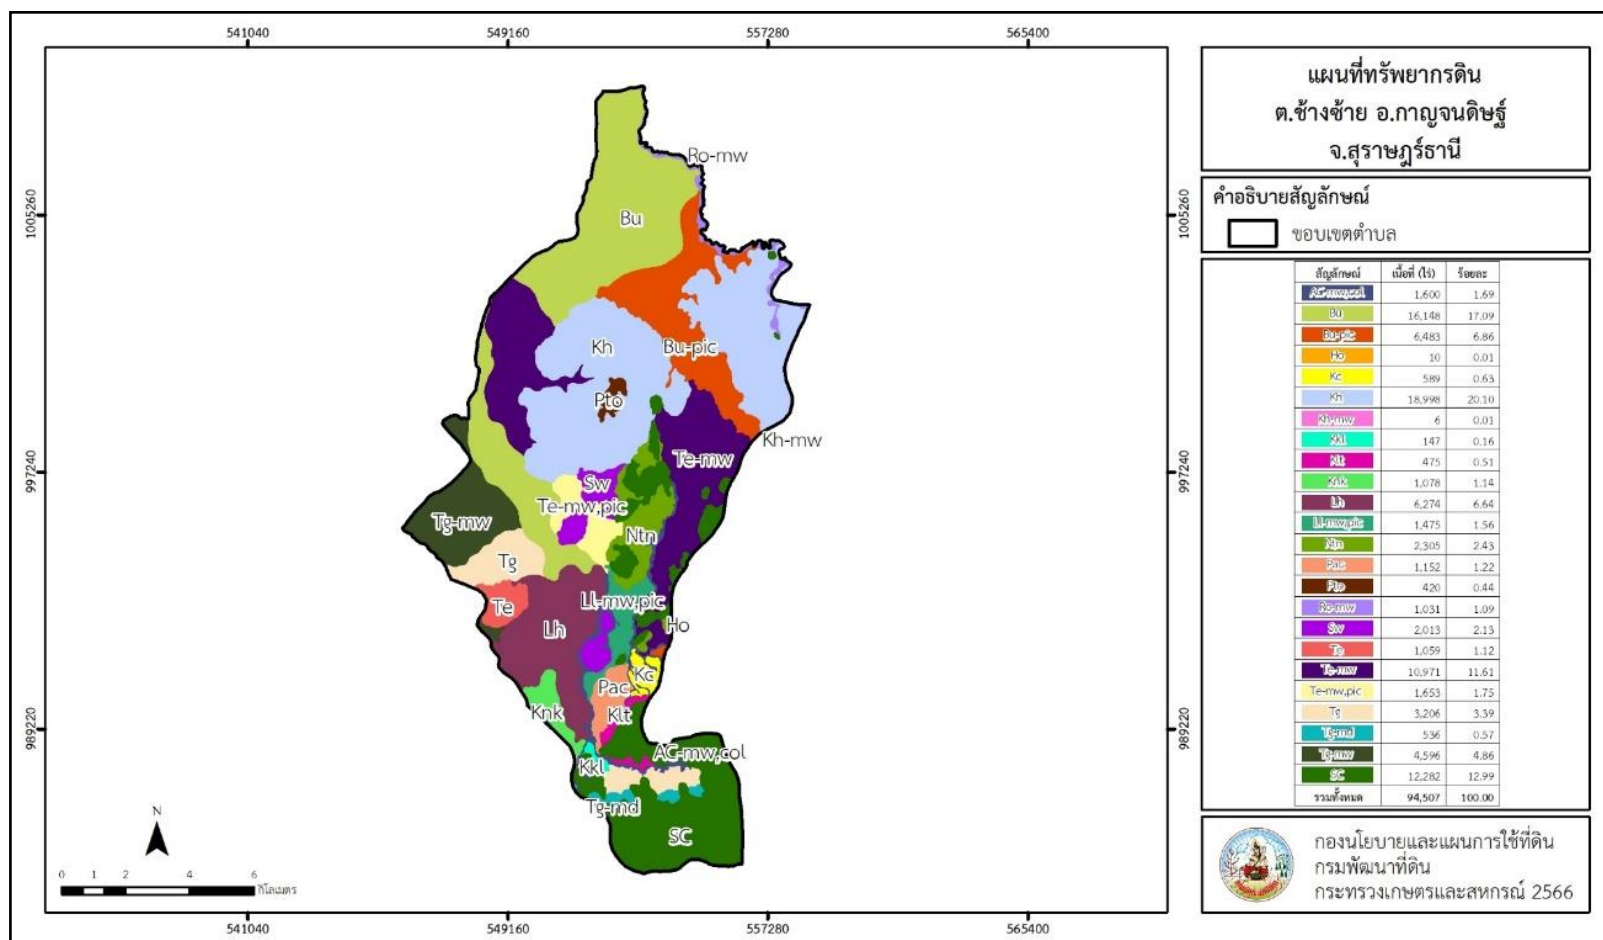 541040
549160
557280
565400
1005260
997240
989220
1005260
997240
989220
Ro-mw
Bu
Kh
Bu-pic
Pto
Kh-mw
Te-mw
Sw
Te-mw,pic
Tg-mw
Ntn
Tg
Te
Ll-mw,pic
Lh
Ho
Kc
Pac
Knk
Klt
AC-mw,col
Kkl
Tg-md
SC
N
0 1 2 4 6
กิโลเมตร
541040
549160
557280
565400
แผนที่ทรัพยากรดิน
ต.ช้างซ้าย อ.กาญจนดิษฐ์
จ.สุราษฎร์ธานี
คำอธิบายสัญลักษณ์
ขอบเขตตำบล
สัญลักษณ์ เนื้อที่ (ไร่) ร้อยละ
AC-mw,col 1,600 1.69
Bu 16,148 17.09
Bu-pic 6,483 6.86
Ho 10 0.01
Kc 589 0.63
Kh 18,998 20.10
Kh-mw 6 0.01
Kkl 147 0.16
Klt 475 0.51
Knk 1,078 1.14
Lh 6,274 6.64
Ll-mw,pic 1,475 1.56
Ntn 2,305 2.43
Pac 1,152 1.22
Pto 420 0.44
Ro-mw 1,031 1.09
Sw 2,013 2.13
Te 1,059 1.12
Te-mw 10,971 11.61
Te-mw,pic 1,653 1.75
Tg 3,206 3.39
Tg-md 536 0.57
Tg-mw 4,596 4.86
SC 12,282 12.99
รวมทั้งหมด 94,507 100.00
กองนโยบายและแผนการใช้ที่ดิน
กรมพัฒนาที่ดิน
กระทรวงเกษตรและสหกรณ์ 2566